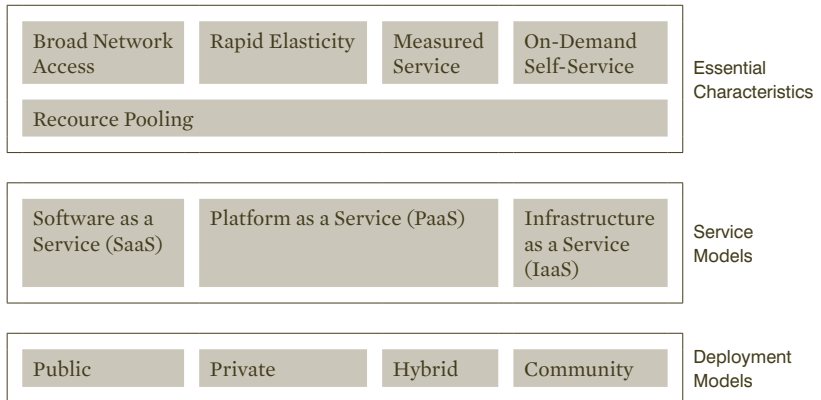 Broad Network
Access
Rapid Elasticity
Measured
Service
On-Demand
Self-Service
Recource Pooling
Essential
Characteristics
Software as a
Service (SaaS)
Platform as a Service (PaaS)
Infrastructure
as a Service
(IaaS)
Service
Models
Public
Private
Hybrid
Community
Deployment
Models